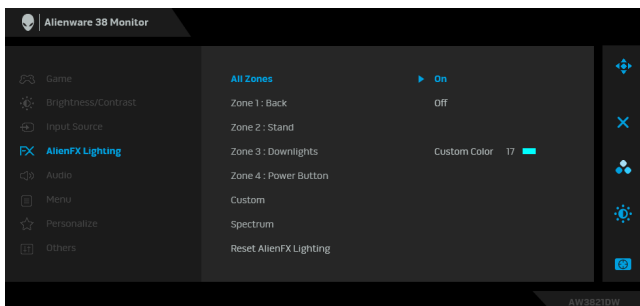 Alienware 38 Monitor
Game
Brightness/Contrast
Input Source
FX AlienFX Lighting
Audio
Menu
Personalize
Others
All Zones On
Zone 1 : Back Off
Zone 2 : Stand
Zone 3 : Downlights Custom Color 17
Zone 4 : Power Button
Custom
Spectrum
Reset AlienFX Lighting
AW3821DW